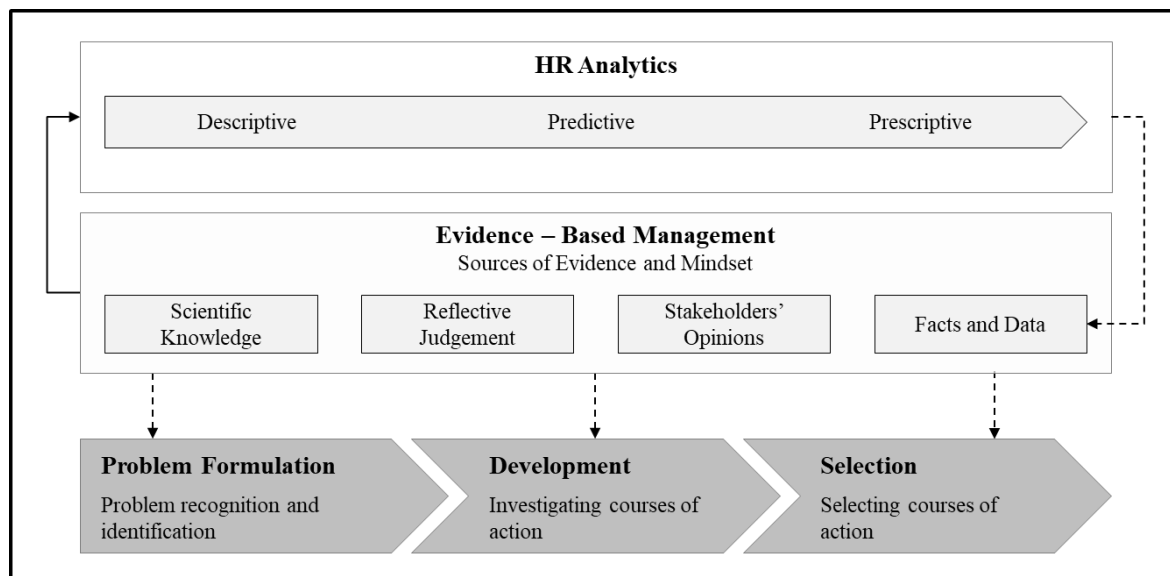 HR Analytics
Descriptive
Predictive
Prescriptive
Evidence – Based Management
Sources of Evidence and Mindset
Scientific
Knowledge
Reflective
Judgement
Stakeholders’
Opinions
Facts and Data
Problem Formulation
Problem recognition and
identification
Development
Investigating courses of
action
Selection
Selecting courses of
action